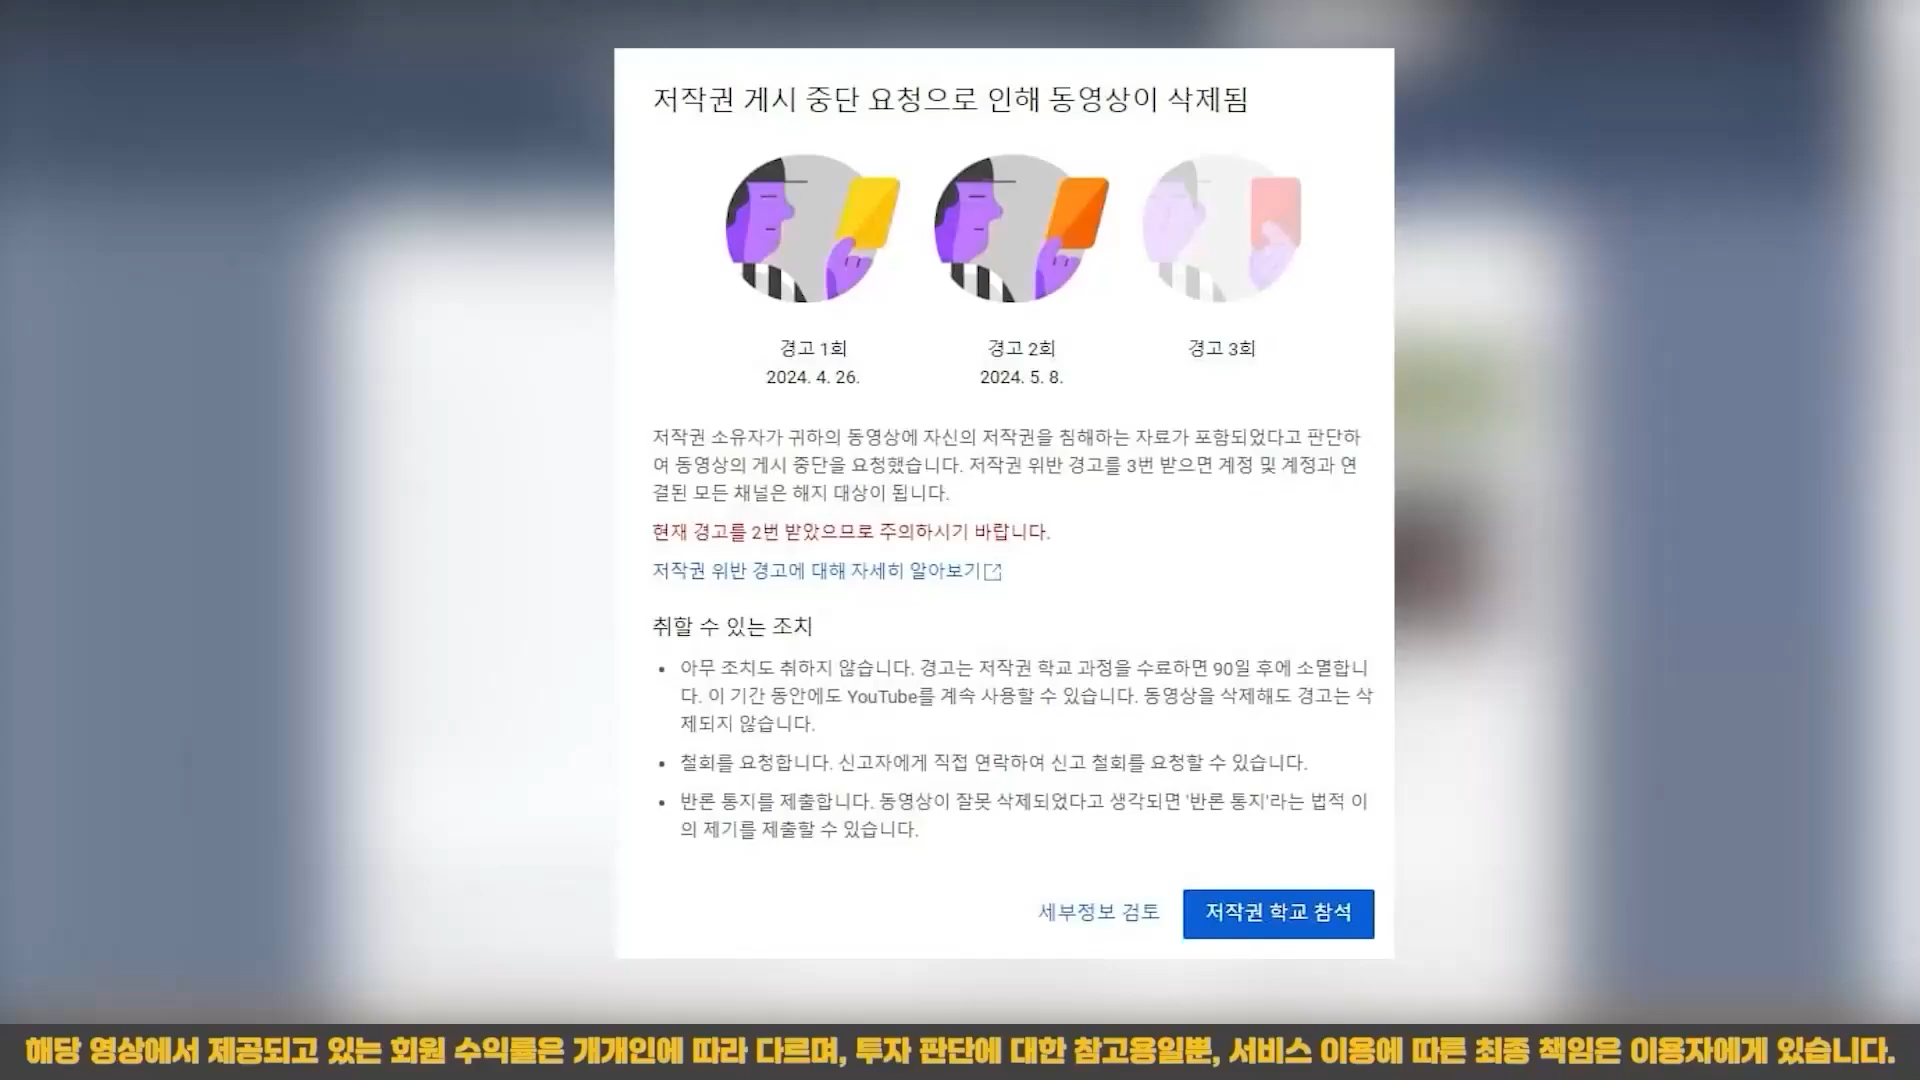 저작권 게시 중단 요청으로 인해 동영상이 삭제됨
경고 1회
2024. 4. 26.
경고 2회
2024. 5. 8.
경고 3회
저작권 소유자가 귀하의 동영상에 자신의 저작권을 침해하는 자료가 포함되었다고 판단하
여 동영상의 게시 중단을 요청했습니다. 저작권 위반 경고를 3번 받으면 계정 및 계정과 연
결된 모든 채널은 해지 대상이 됩니다.
현재 경고를 2번 받았으므로 주의하시기 바랍니다.
저작권 위반 경고에 대해 자세히 알아보기
취할 수 있는 조치
• 아무 조치도 취하지 않습니다. 경고는 저작권 학교 과정을 수료하면 90일 후에 소멸합니
다. 이 기간 동안에도 YouTube를 계속 사용할 수 있습니다. 동영상을 삭제해도 경고는 삭
제되지 않습니다.
• 철회를 요청합니다. 신고자에게 직접 연락하여 신고 철회를 요청할 수 있습니다.
• 반론 통지를 제출합니다. 동영상이 잘못 삭제되었다고 생각되면 '반론 통지'라는 법적 이
의 제기를 제출할 수 있습니다.
세부정보 검토
저작권 학교 참석
해당 영상에서 제공되고 있는 회원 수익률은 개개인에 따라 다르며, 투자 판단에 대한 참고용일뿐, 서비스 이용에 따른 최종 책임은 이용자에게 있습니다.